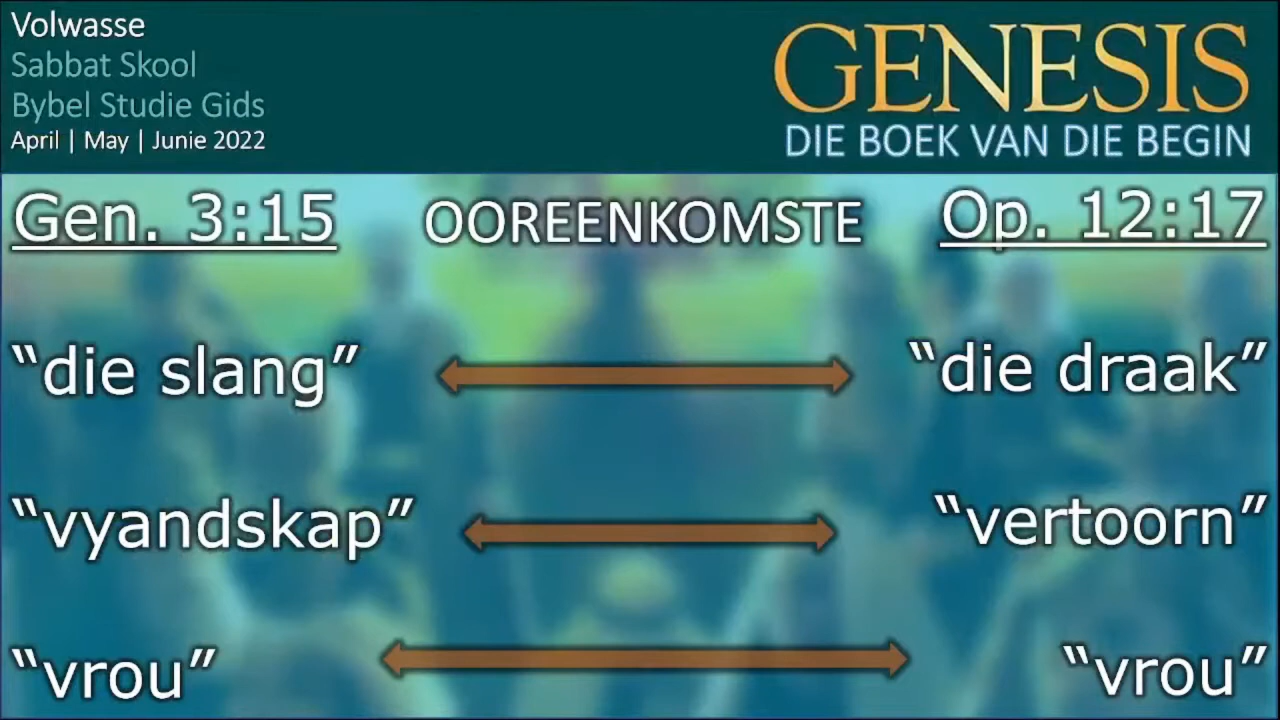 Volwasse
Sabbat Skool
Bybel Studie Gids
April | May | Junie 2022
GENESIS
DIE BOEK VAN DIE BEGIN
Gen. 3:15 OOREENKOMSTE Op. 12:17
“die slang” “die draak”
“vyandskap” “vertoorn”
“vrou” “vrou”